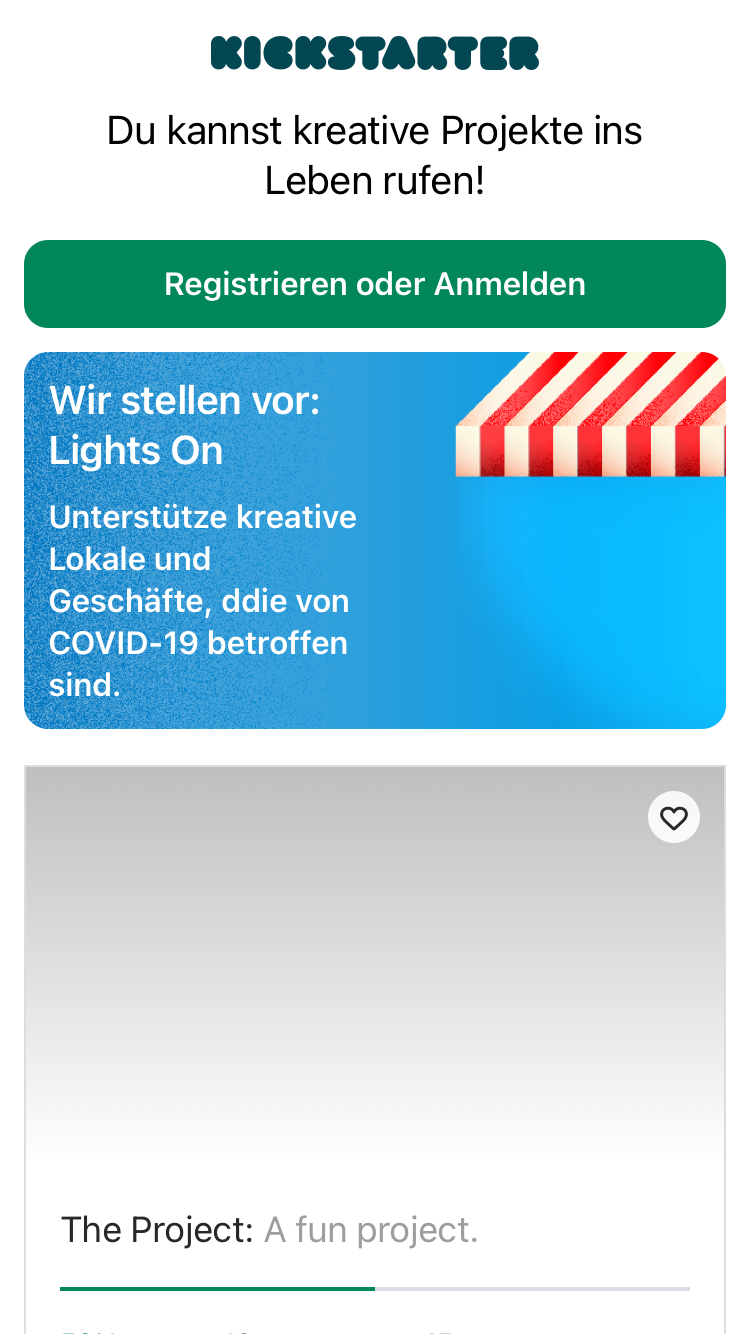 KICKSTARTER
Du kannst kreative Projekte ins
Leben rufen!
Registrieren oder Anmelden
Wir stellen vor:
Lights On
Unterstütze kreative
Lokale und
Geschäfte, ddie von
COVID-19 betroffen
sind.
The Project: A fun project.